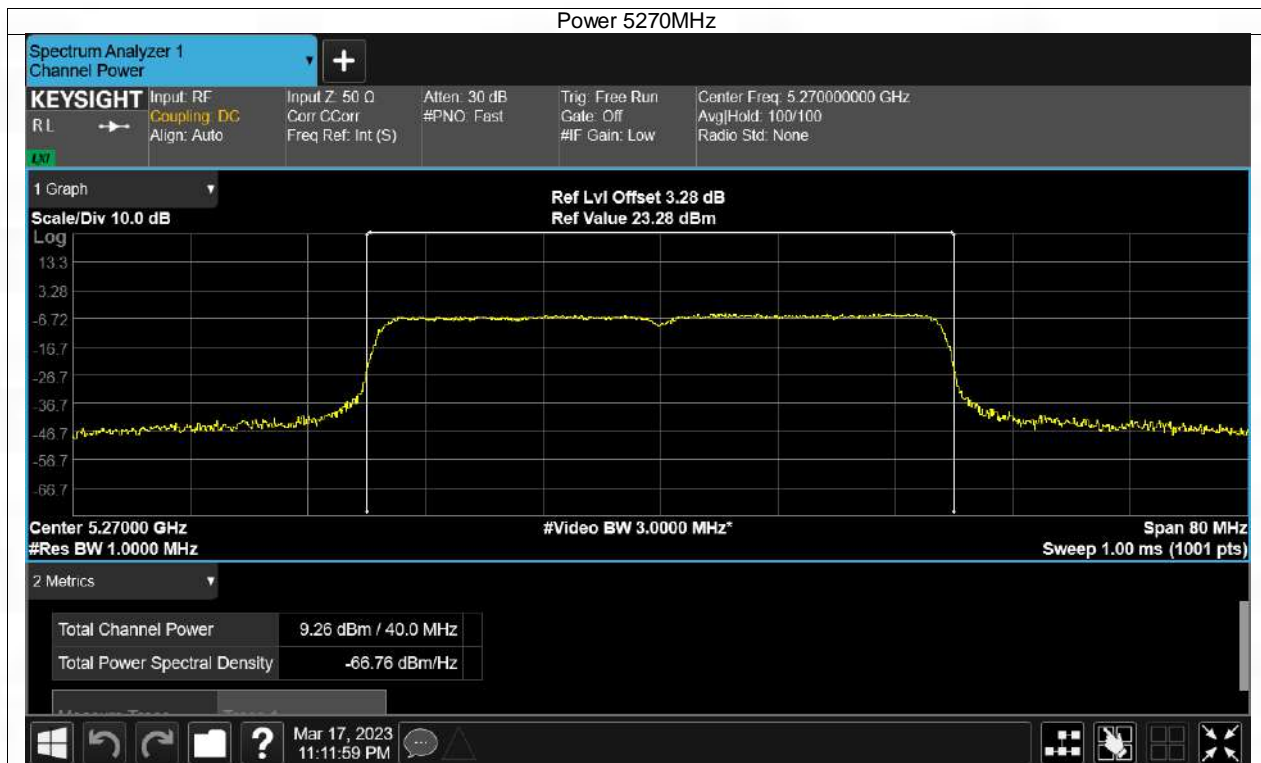 Power 5270MHz
Spectrum Analyzer 1
Channel Power
KEYSIGHT
RL
LXI
Input: RF
Coupling: DC
Align: Auto
Input Z: 50 Ω
Corr CCorr
Freq Ref: Int (S)
Atten: 30 dB
#PNO: Fast
Trig: Free Run
Gate: Off
#IF Gain: Low
Center Freq: 5.270000000 GHz
Avg|Hold: 100/100
Radio Std: None
1 Graph
Scale/Div 10.0 dB
Ref Lvl Offset 3.28 dB
Ref Value 23.28 dBm
Log
13.3
3.28
-6.72
-16.7
-26.7
-36.7
-46.7
-56.7
-66.7
Center 5.27000 GHz
#Res BW 1.0000 MHz
#Video BW 3.0000 MHz*
Span 80 MHz
Sweep 1.00 ms (1001 pts)
2 Metrics
Total Channel Power 9.26 dBm / 40.0 MHz
Total Power Spectral Density -66.76 dBm/Hz
Mar 17, 2023
11:11:59 PM